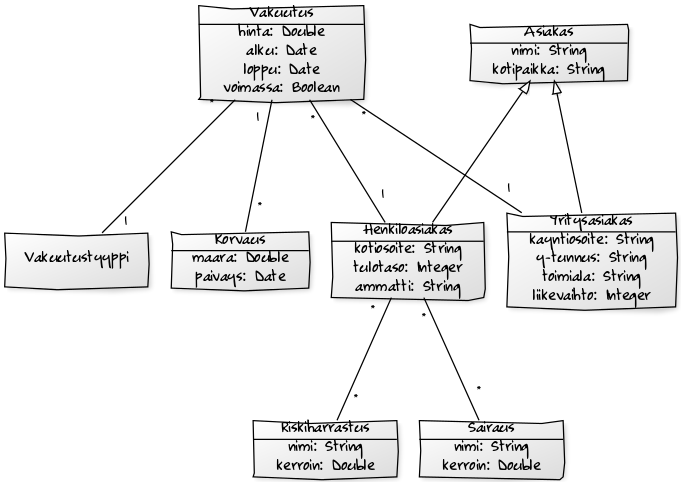 Vakuutus
hinta: Double
alku: Date
loppu: Date
voimassa: Boolean
Asiakas
nimi: String
kotipaikka: String
*
1
*
*
1
*
1
1
Vakuutustyyppi
Korvaus
maara: Double
paivays: Date
Henkiloasiakas
kotiosoite: String
tulotaso: Integer
ammatti: String
Yritysasiakas
kayntiosoite: String
y-tunnus: String
toimiala: String
liikevaihto: Integer
*
*
*
*
Riskiharrastus
nimi: String
kerroin: Double
Sairaus
nimi: String
kerroin: Double